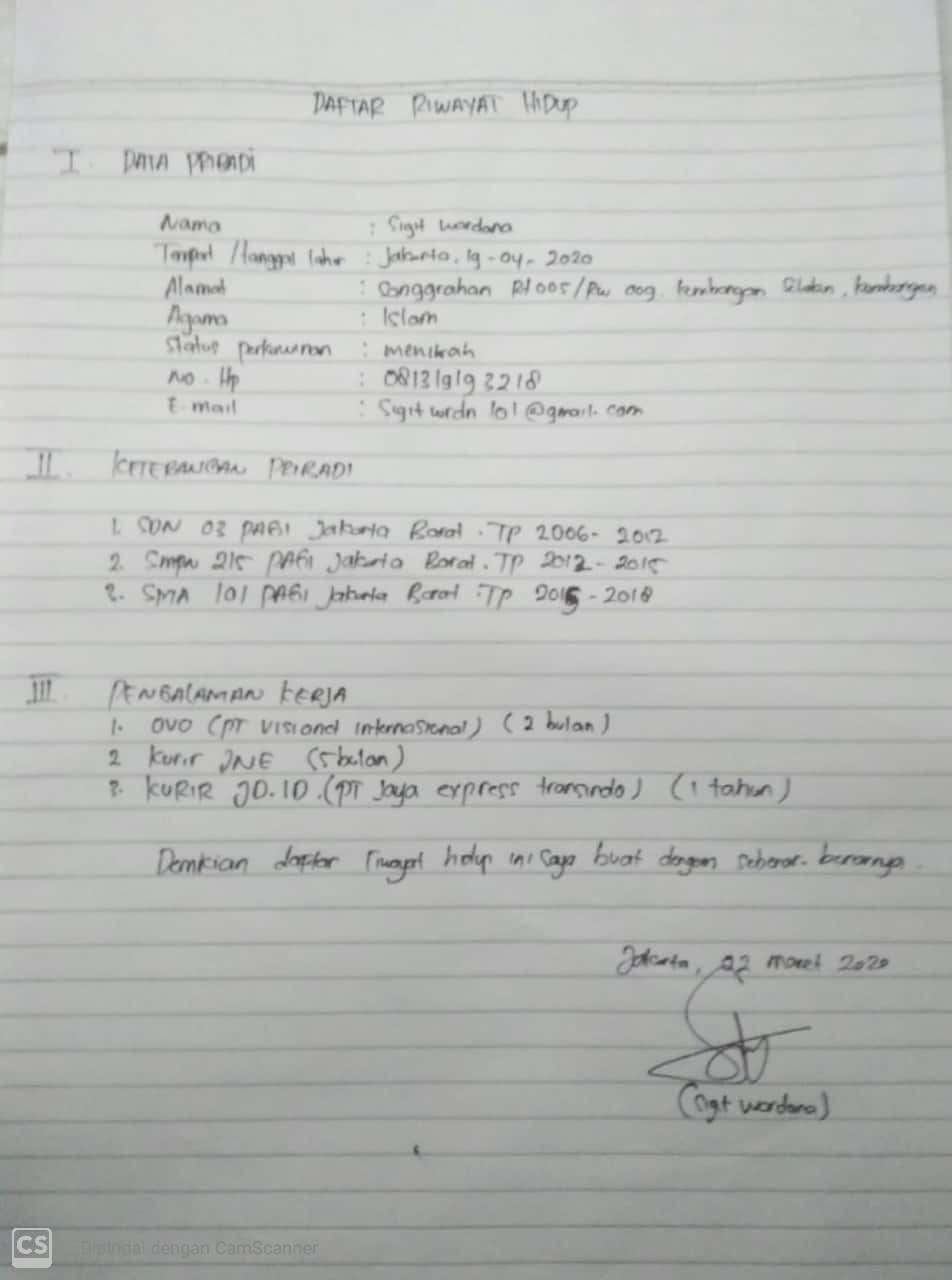 DAFTAR RIWAYAT HIDUP
I. DATA PRIBADI
Nama : Sigit wardana
Tempat / tanggal lahir : Jakarta, 19-04-2020
Alamat : Sanggrahan Rt 005/Rw 009. kembangan Selatan, kembangan
Agama : Islam
Status perkawinan : menikah
No. Hp : 081319193218
E-mail : Sigit wrdn 101 @gmail.com
II. KETERANGAN PRIBADI
1. SDN 03 PAGI Jakarta Barat. TP 2006-2012
2. Smpn 215 PAGI Jakarta Barat. TP 2012-2015
3. SMA 101 PAGI Jakarta Barat. TP 2015-2018
III. PENGALAMAN KERJA
1. OVO (PT Visionet internasional) (2 bulan)
2 Kurir JNE (5 bulan)
3. KURIR JD.ID.(PT Jaya express transindo) (1 tahun)
Demikian daftar riwayat hidup ini saya buat dengan sebenar-benarnya.
Jakarta, 22 maret 2020
(Sigit wardana)
CS Dipindai dengan CamScanner